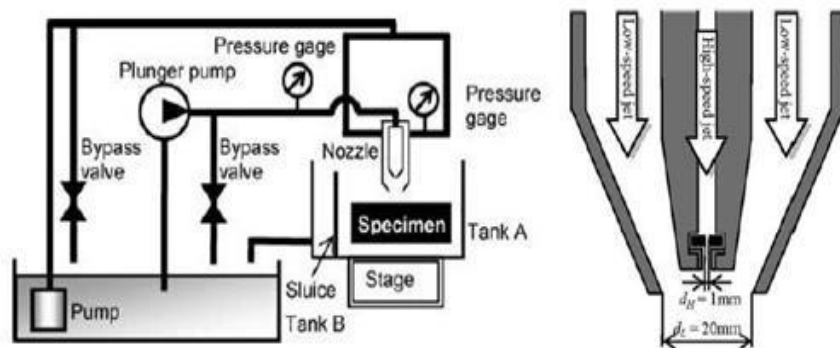 Pressure gage
Plunger pump
Pressure
gage
Bypass
valve
Bypass
valve
Nozzle
Specimen
Tank A
Sluice
Stage
Pump
Tank B
Low-speed jet
High-speed jet
Low-speed jet
d_H = 1mm
d_L = 20mm